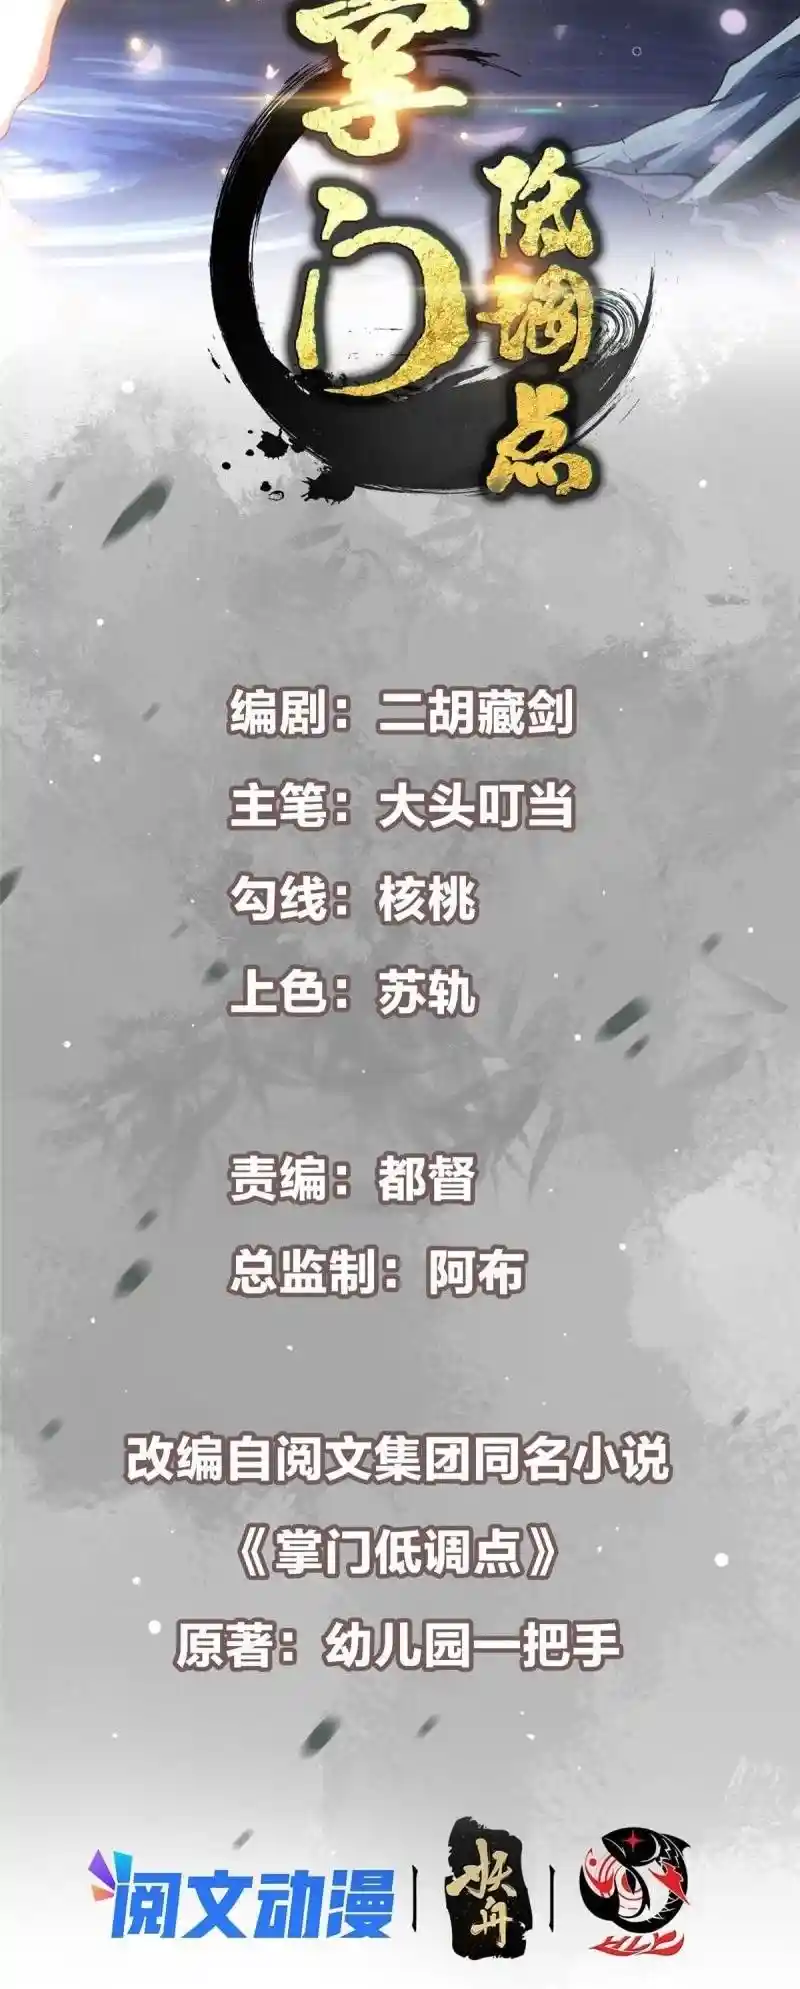 掌门
低调点
编剧：二胡藏剑
主笔：大头叮当
勾线：核桃
上色：苏轨
责编：都督
总监制：阿布
改编自阅文集团同名小说
《掌门低调点》
原著：幼儿园一把手
阅文动漫
HLY